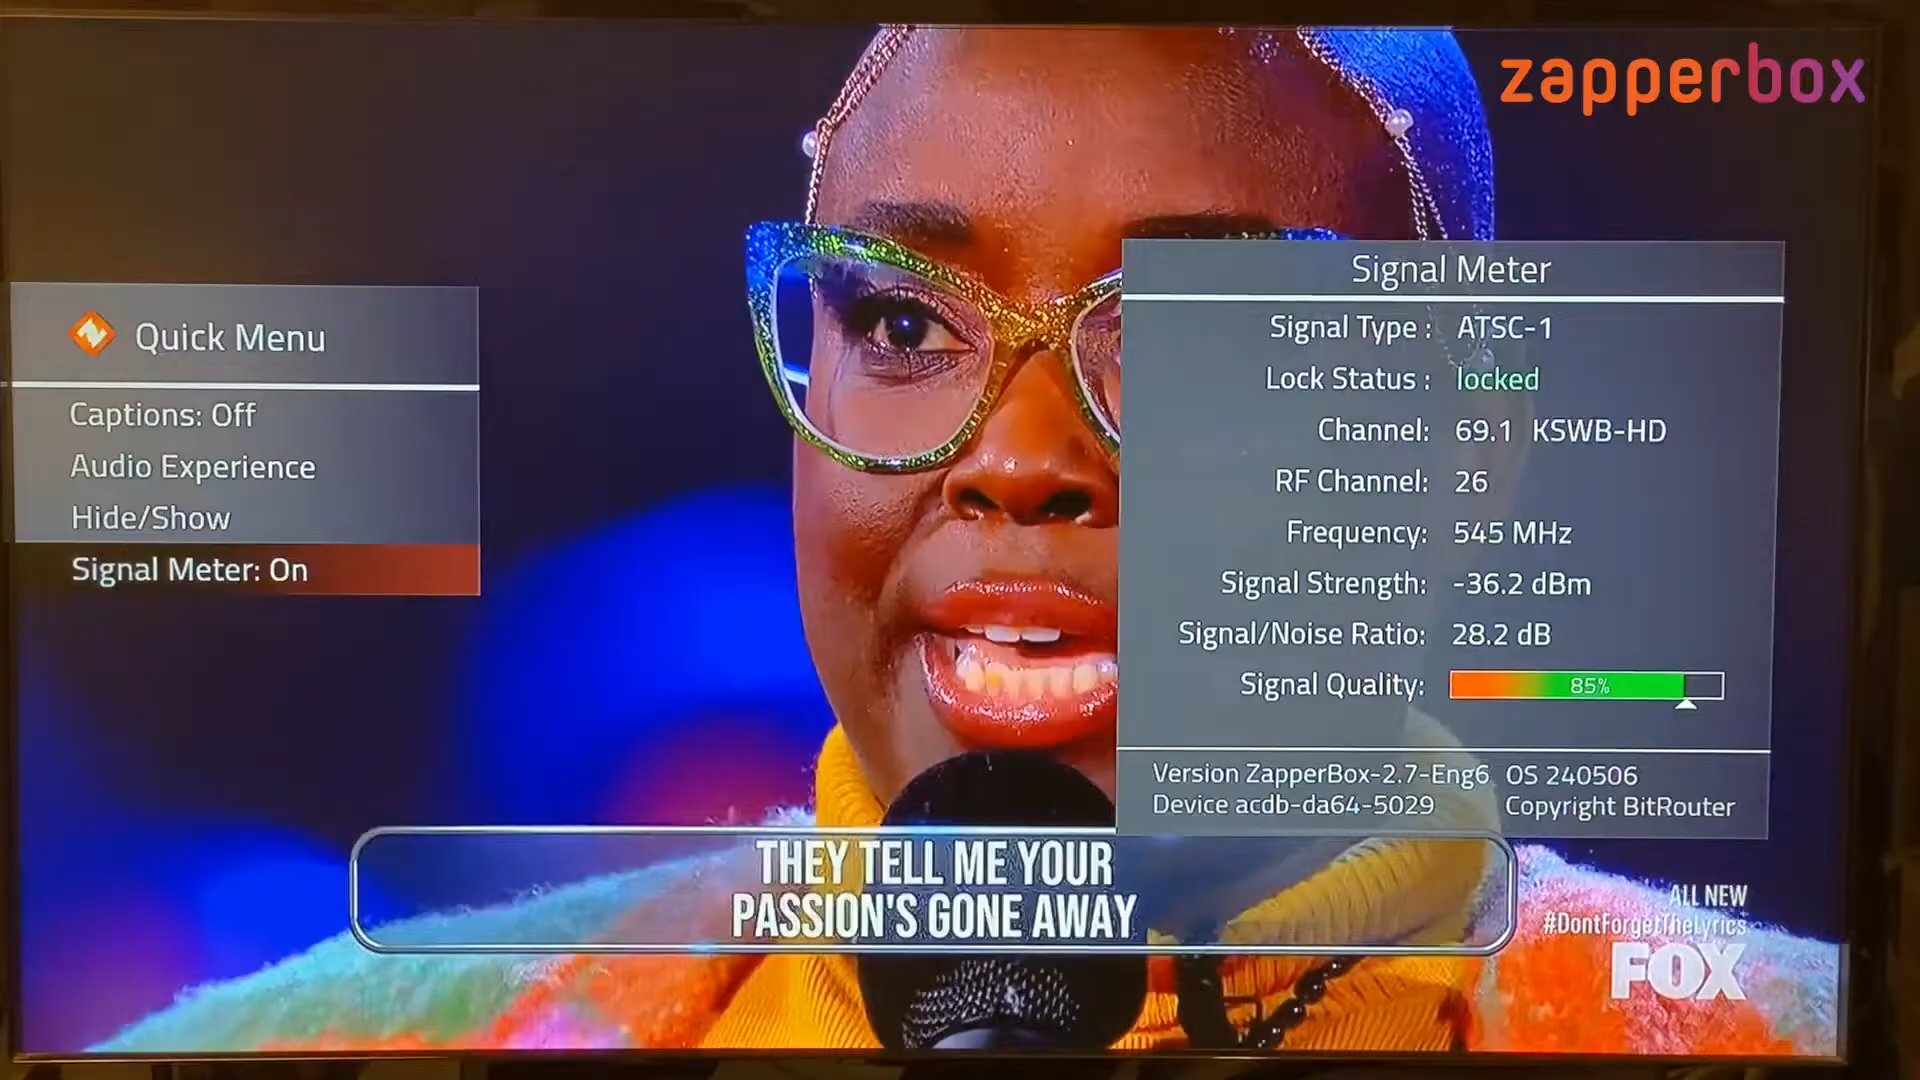 zapperbox
Quick Menu
Captions: Off
Audio Experience
Hide/Show
Signal Meter: On
Signal Meter
Signal Type : ATSC-1
Lock Status : locked
Channel: 69.1 KSWB-HD
RF Channel: 26
Frequency: 545 MHz
Signal Strength: -36.2 dBm
Signal/Noise Ratio: 28.2 dB
Signal Quality: 85%
Version ZapperBox-2.7-Eng6 OS 240506
Device acdb-da64-5029 Copyright BitRouter
THEY TELL ME YOUR
PASSION'S GONE AWAY
ALL NEW
#DontForgetTheLyrics
FOX